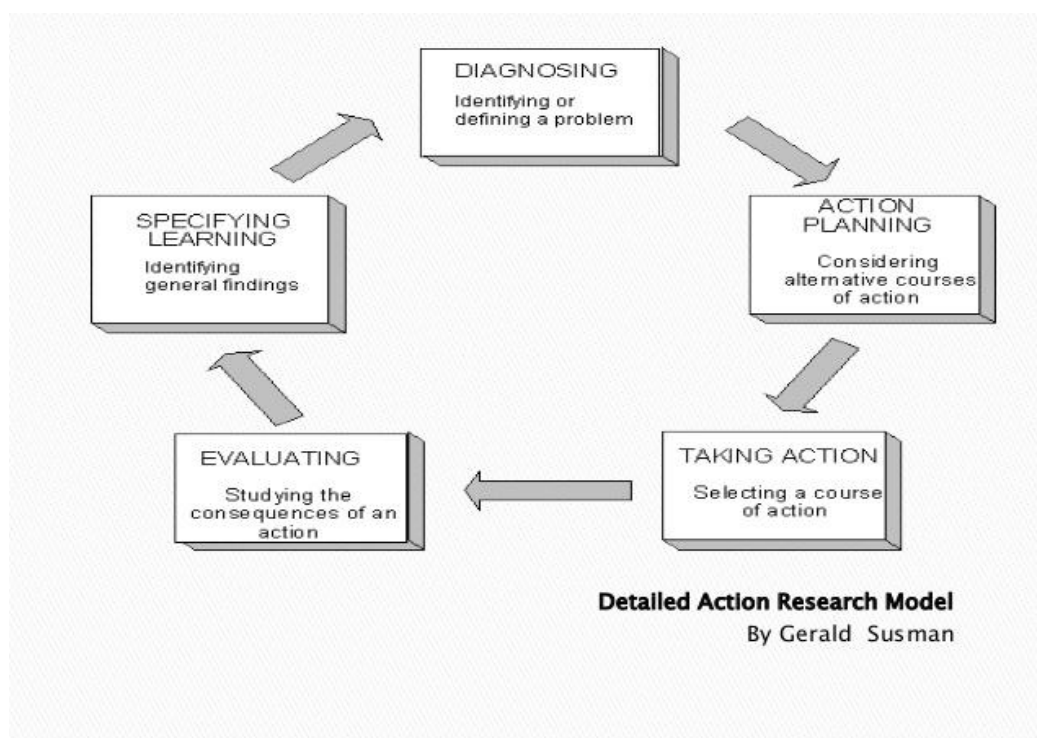 DIAGNOSING
Identifying or
defining a problem
ACTION
PLANNING
Considering
alternative courses
of action
TAKING ACTION
Selecting a course
of action
EVALUATING
Studying the
consequences of an
action
SPECIFYING
LEARNING
Identifying
general findings
Detailed Action Research Model
By Gerald Susman